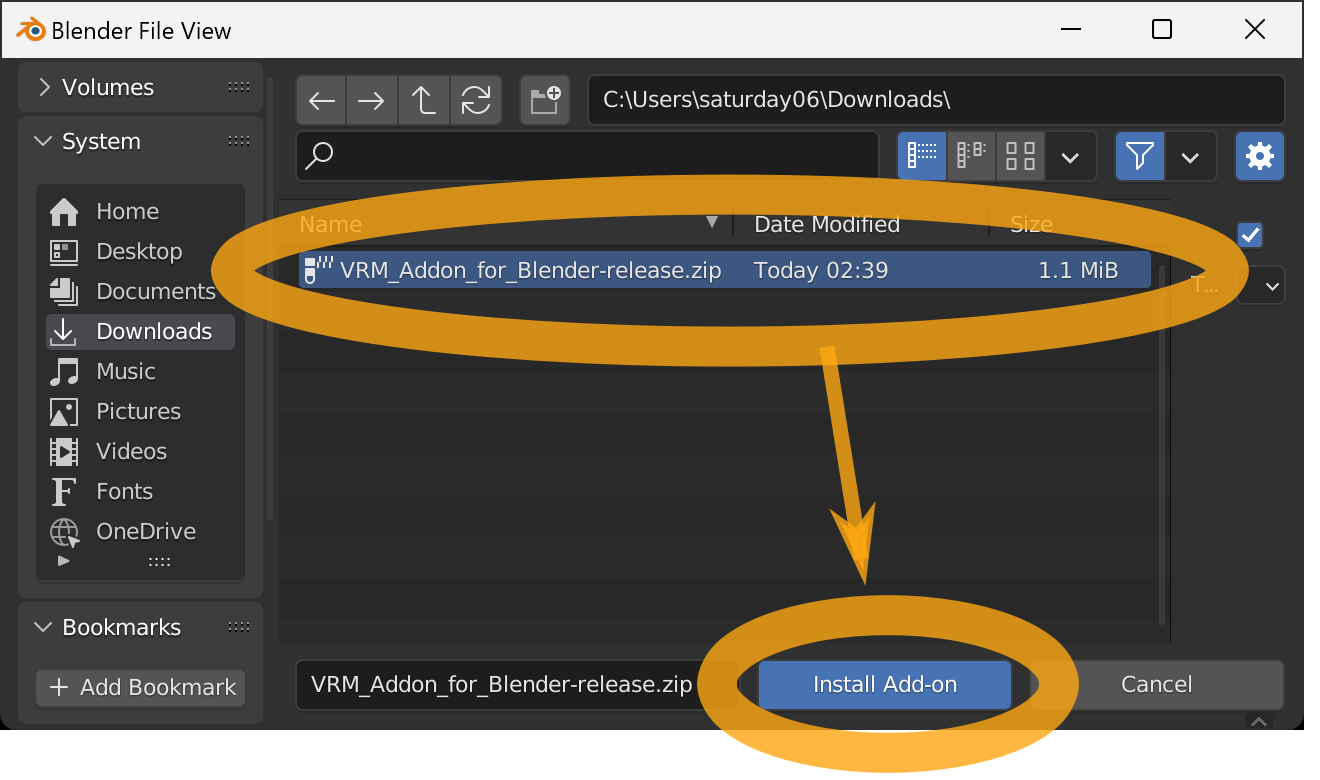 Blender File View
Volumes
C:\Users\saturday06\Downloads\
System
Home
Desktop
Documents
Downloads
Music
Pictures
Videos
Fonts
OneDrive
Name Date Modified Size
VRM_Addon_for_Blender-release.zip Today 02:39 1.1 MiB
T...
Bookmarks
Add Bookmark
VRM_Addon_for_Blender-release.zip Install Add-on Cancel